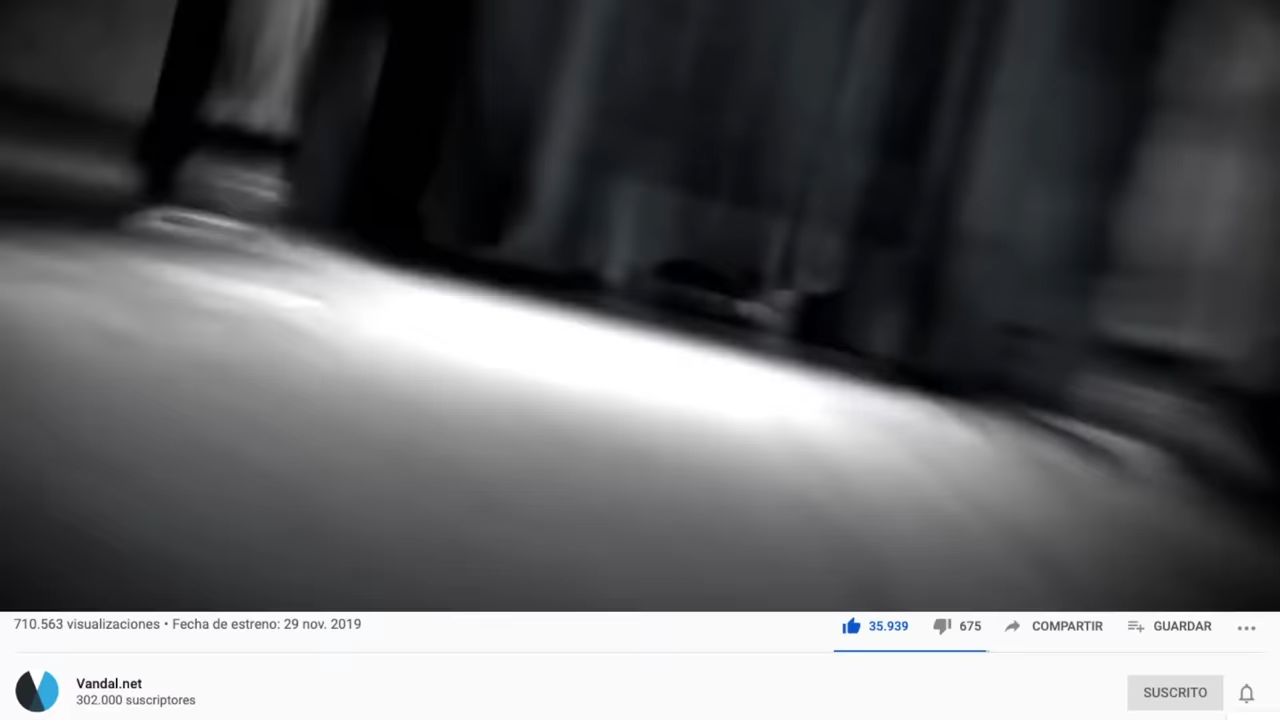 710.563 visualizaciones • Fecha de estreno: 29 nov. 2019
35.939
675
COMPARTIR
GUARDAR
Vandal.net
302.000 suscriptores
SUSCRITO